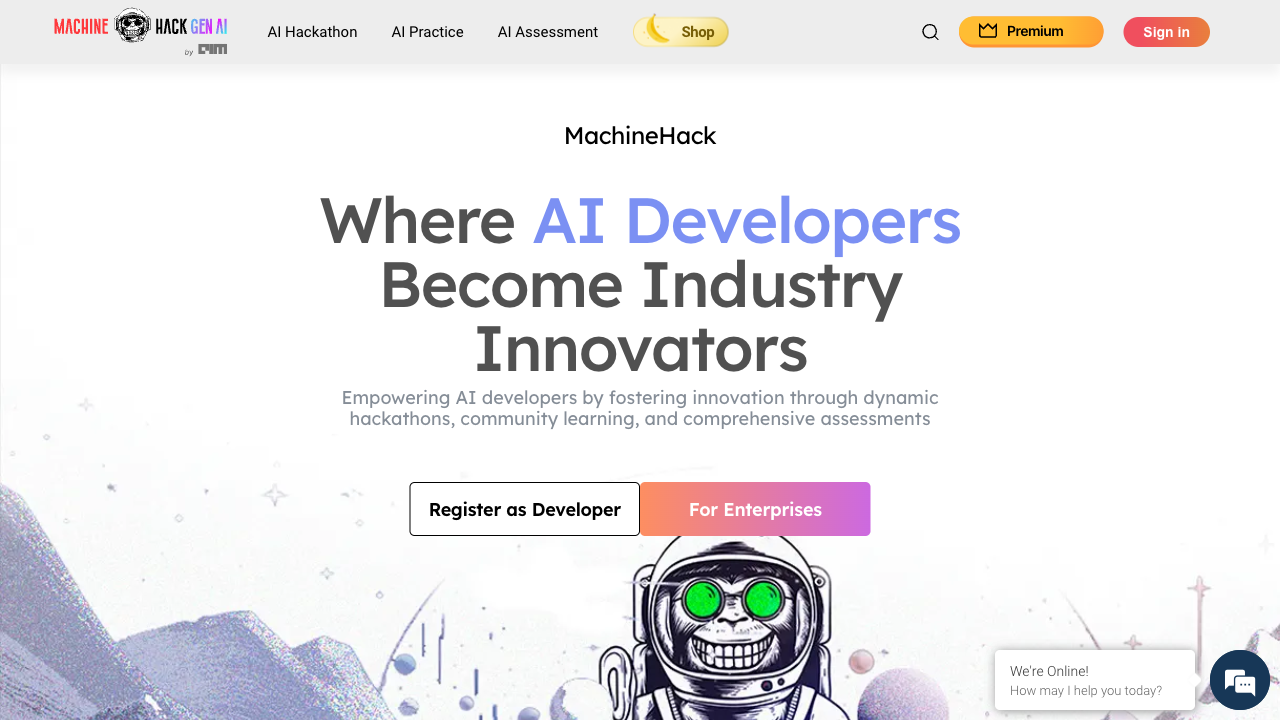 MACHINE HACK GEN AI
by AIM
AI Hackathon
AI Practice
AI Assessment
Shop
Premium
Sign in
MachineHack
Where AI Developers
Become Industry
Innovators
Empowering AI developers by fostering innovation through dynamic
hackathons, community learning, and comprehensive assessments
Register as Developer
For Enterprises
We're Online!
How may I help you today?